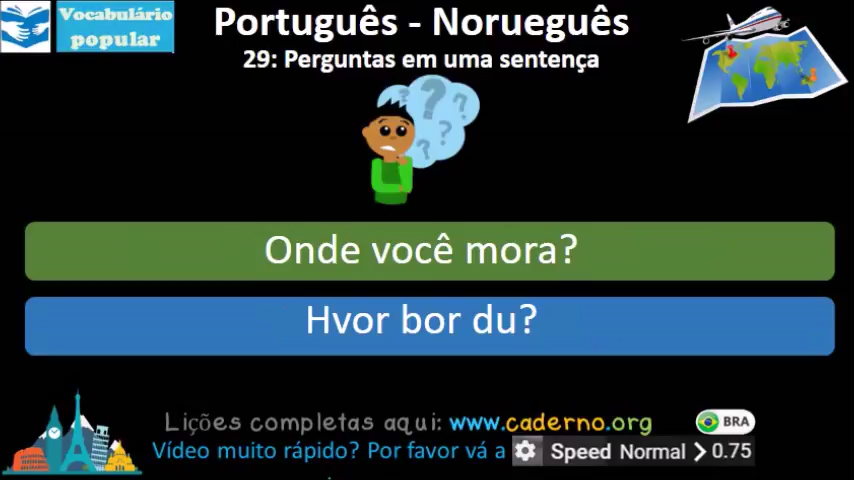 Vocabulário
popular
Português - Norueguês
29: Perguntas em uma sentença
Onde você mora?
Hvor bor du?
Lições completas aqui: www.caderno.org
BRA
Vídeo muito rápido? Por favor vá a Speed Normal > 0.75